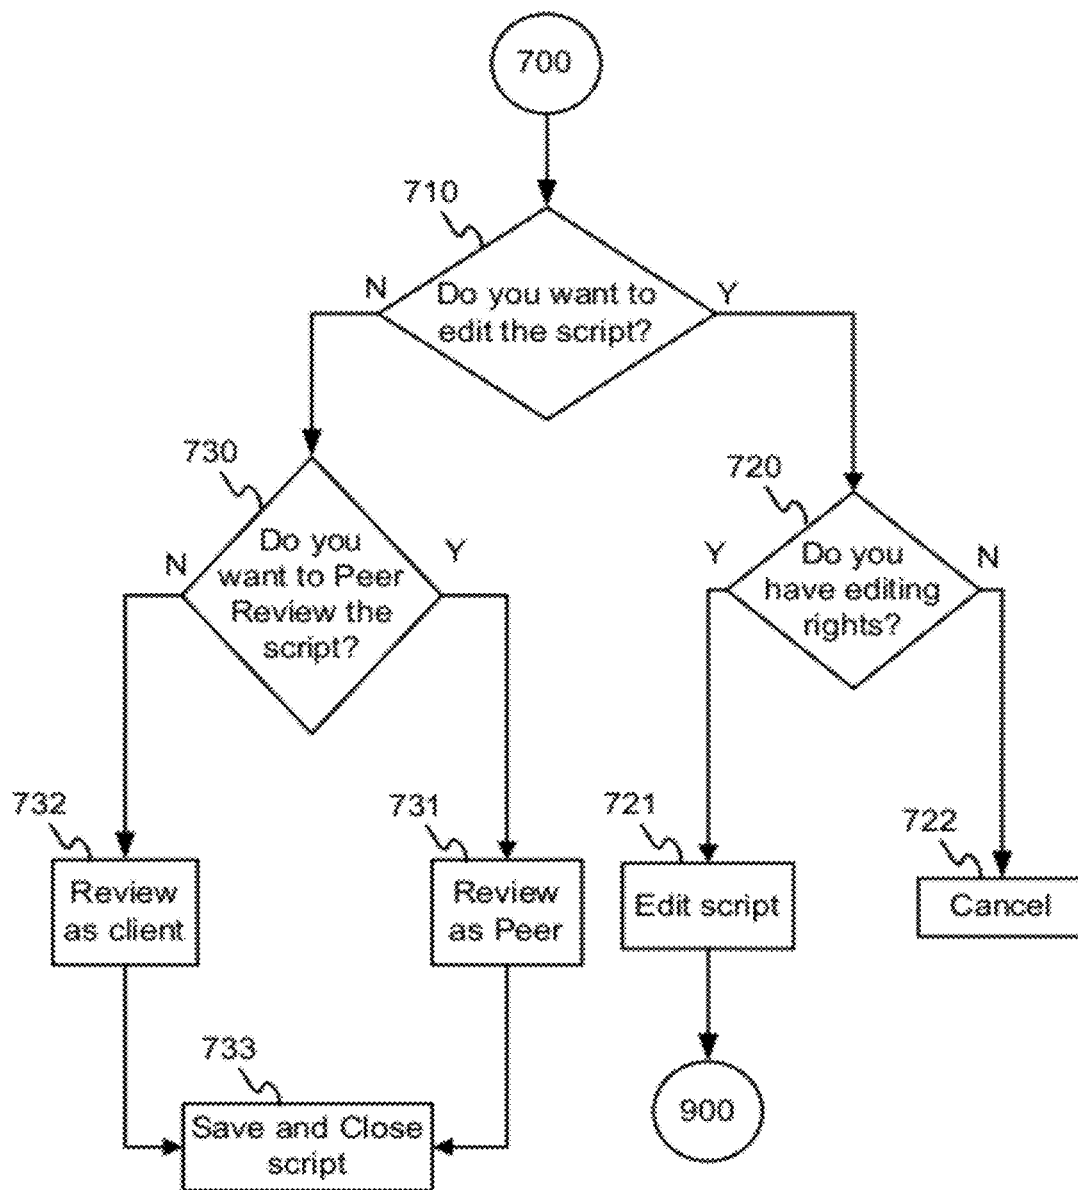 700
710
N
Do you want to
edit the script?
Y
730
N
Do you
want to Peer
Review the
script?
Y
720
Y
Do you
have editing
rights?
N
732
Review
as client
731
Review
as Peer
721
Edit script
722
Cancel
733
Save and Close
script
900